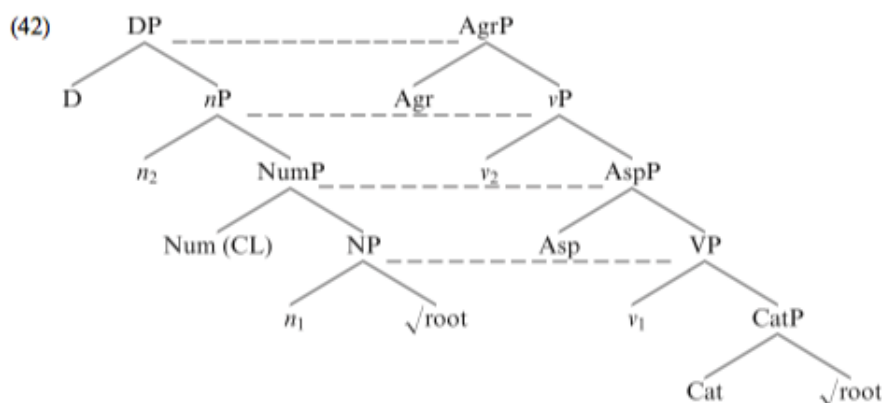 (42) DP AgrP
D nP Agr vP
n₂ NumP v₂ AspP
Num (CL) NP Asp VP
n₁ √root v₁ CatP
Cat √root